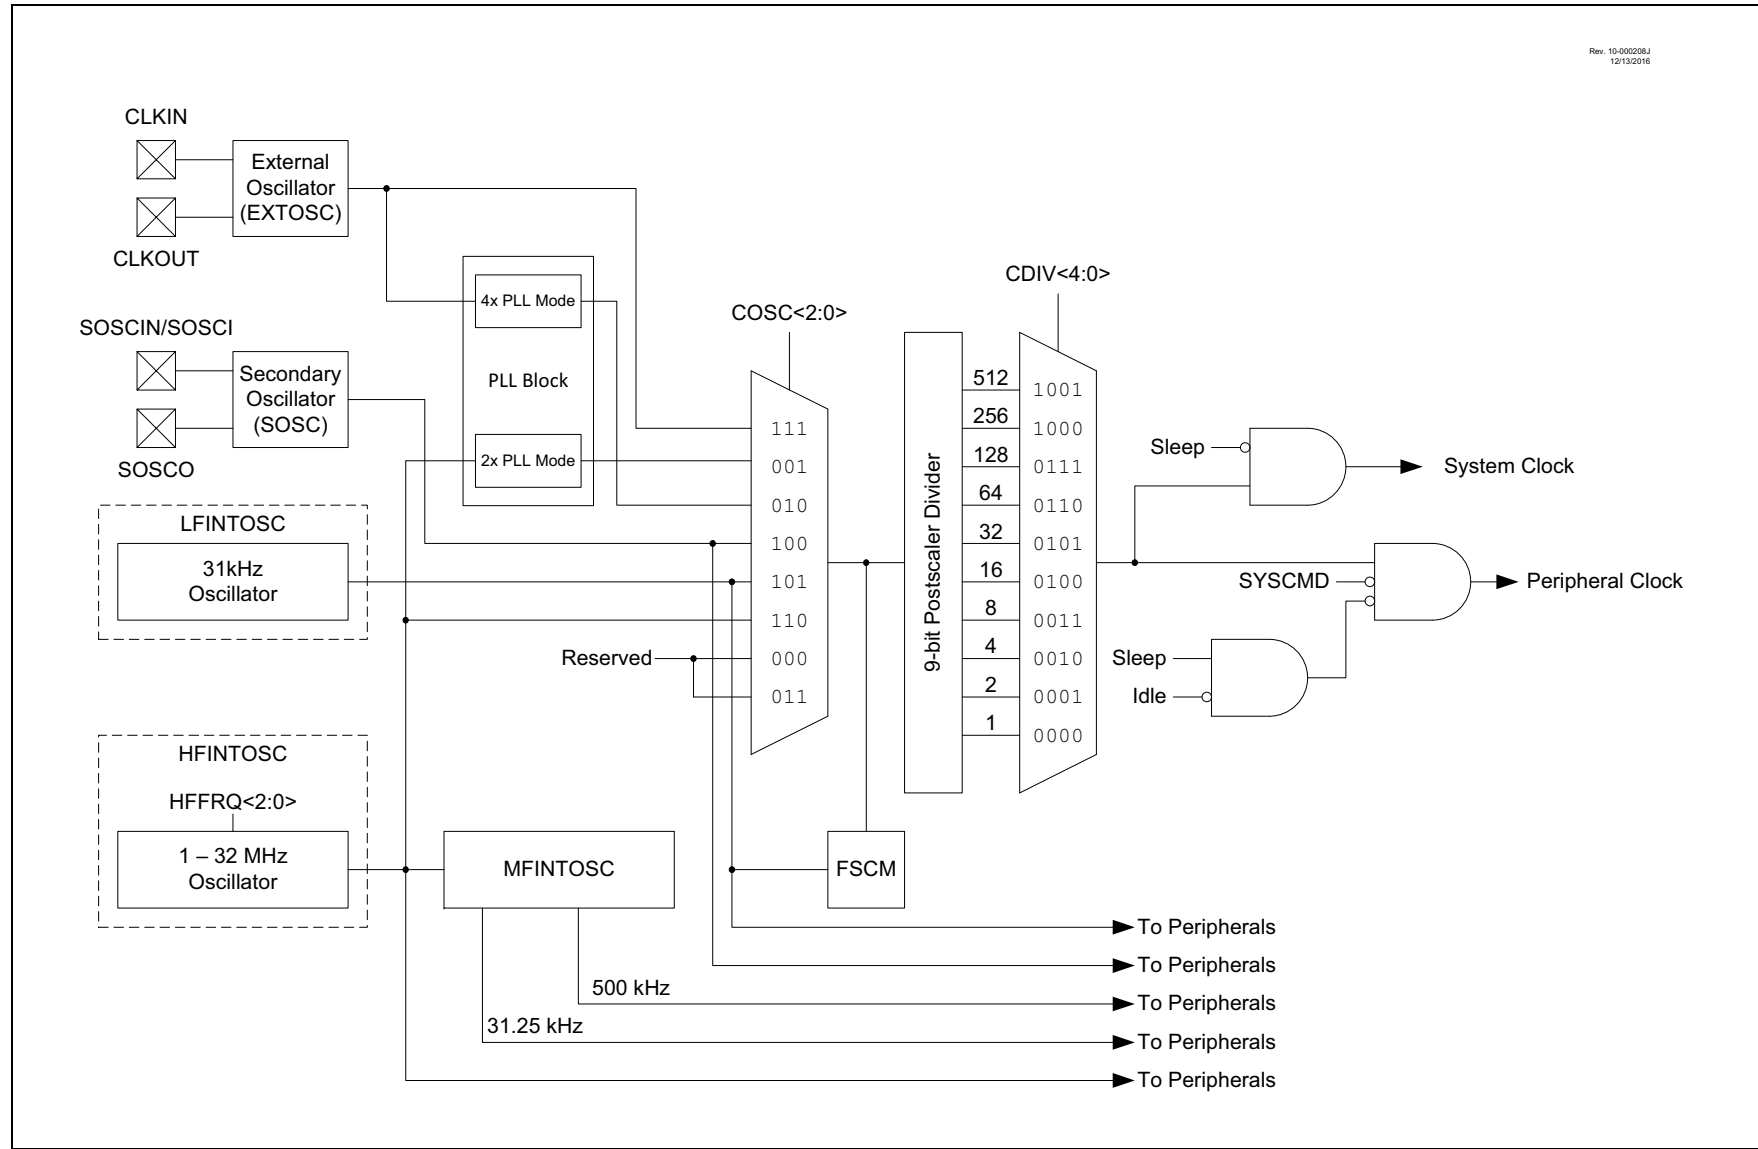 Rev. 10-000208J
12/13/2016
CLKIN
External
Oscillator
(EXTOSC)
CLKOUT
SOSCIN/SOSCI
Secondary
Oscillator
(SOSC)
SOSCO
LFINTOSC
31kHz
Oscillator
HFINTOSC
HFFRQ<2:0>
1 – 32 MHz
Oscillator
4x PLL Mode
PLL Block
2x PLL Mode
MFINTOSC
500 kHz
31.25 kHz
Reserved
COSC<2:0>
111
001
010
100
101
110
000
011
FSCM
9-bit Postscaler Divider
CDIV<4:0>
512 1001
256 1000
128 0111
64 0110
32 0101
16 0100
8 0011
4 0010
2 0001
1 0000
Sleep
System Clock
SYSCMD
Peripheral Clock
Sleep
Idle
To Peripherals
To Peripherals
To Peripherals
To Peripherals
To Peripherals